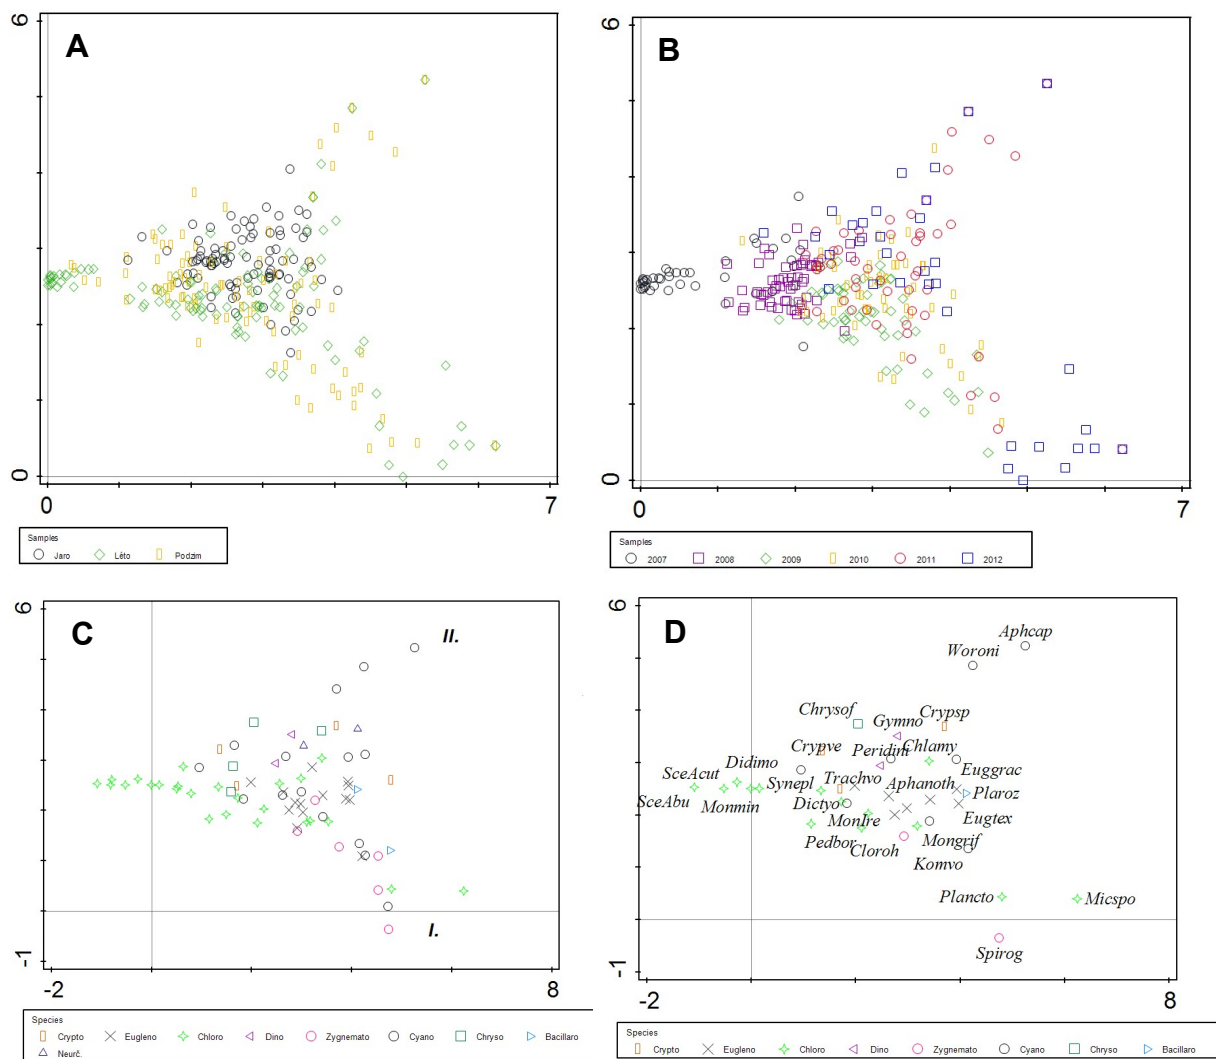 A
6
0
0
7
Samples
Jaro Léto Podzim
B
6
0
0
7
Samples
2007 2008 2009 2010 2011 2012
C
6
II.
I.
-1
-2
8
Species
Crypto Eugleno Chloro Dino Zygnemato Cyano Chryso Bacillaro
Neurč.
D
6
Aphcap
Woroni
Chrysof
Gymno
Crypsp
Crypve
Peridini
Chlamy
Didimo
Euggrac
SceAcut
Synepl
Trachvo
Aphanoth
Plaroz
SceAbu
Monmin
Dictyo
MonIre
Eugtex
Pedbor
Cloroh
Mongrif
Komvo
Plancto
Micspo
Spirog
-1
-2
8
Species
Crypto Eugleno Chloro Dino Zygnemato Cyano Chryso Bacillaro